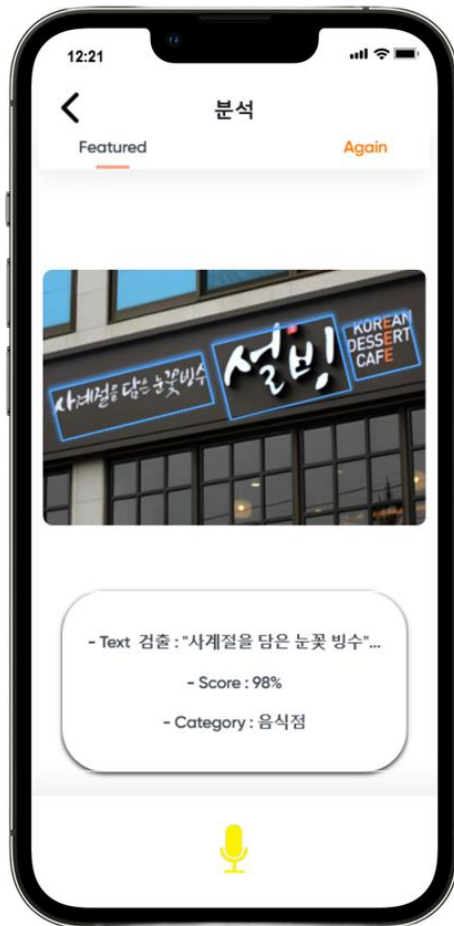 12:21
분석
Featured
Again
사계절을 담은 눈꽃빙수
설빙
KOREAN
DESSERT
CAFE
- Text 검출 : "사계절을 담은 눈꽃 빙수"...
- Score : 98%
- Category : 음식점